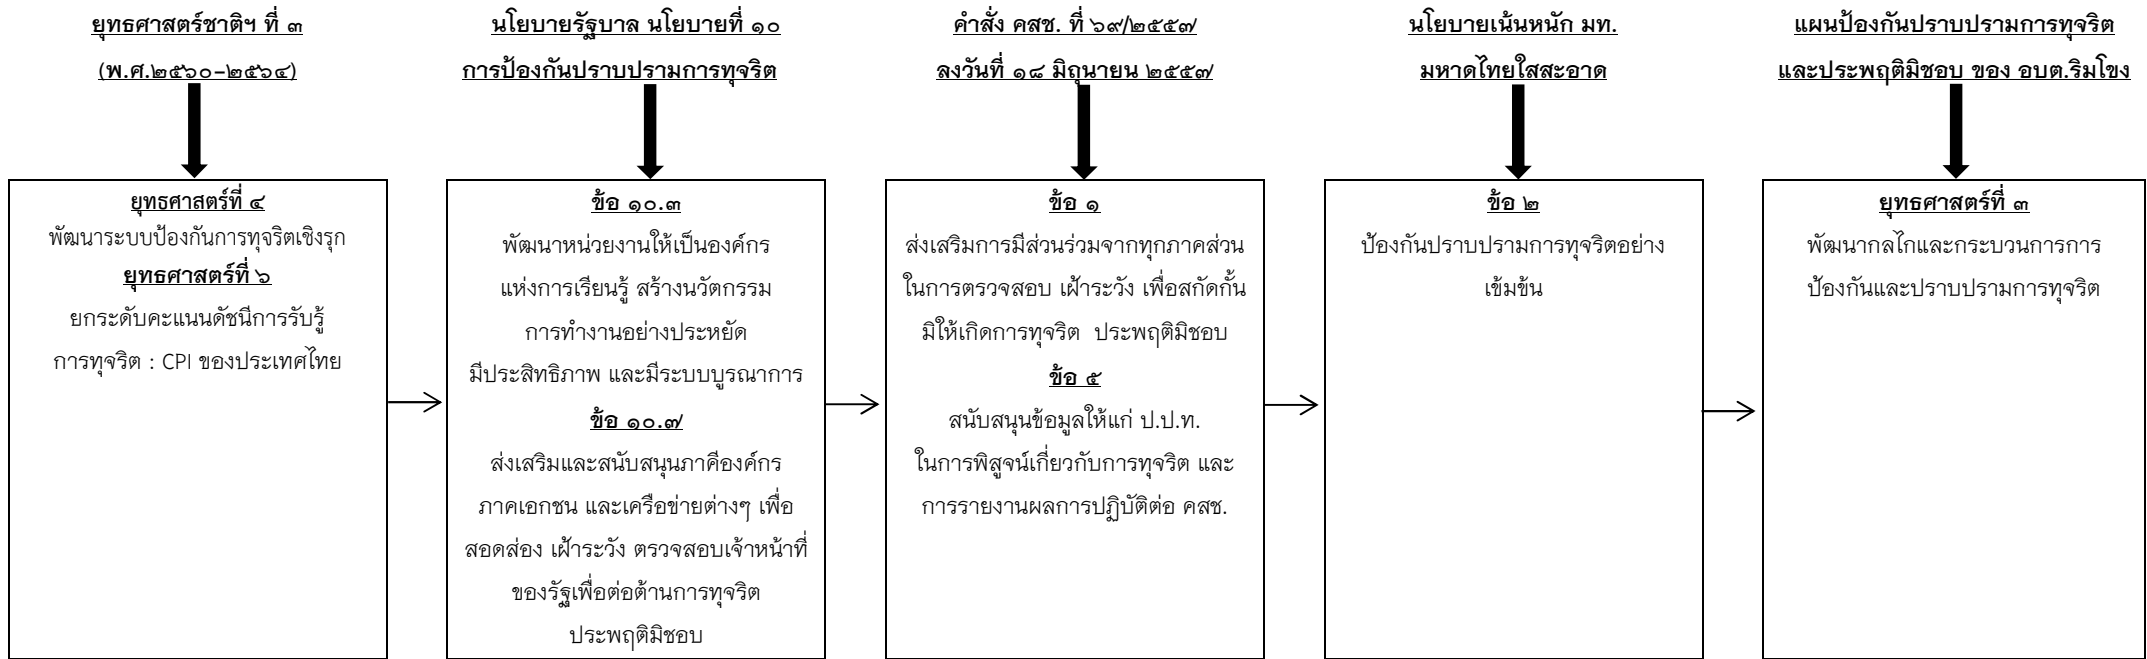 ยุทธศาสตร์ชาติฯ ที่ ๓
(พ.ศ.๒๕๖๐–๒๕๖๔)
ยุทธศาสตร์ที่ ๔
พัฒนาระบบป้องกันการทุจริตเชิงรุก
ยุทธศาสตร์ที่ ๖
ยกระดับคะแนนดัชนีการรับรู้
การทุจริต : CPI ของประเทศไทย
นโยบายรัฐบาล นโยบายที่ ๑๐
การป้องกันปราบปรามการทุจริต
ข้อ ๑๐.๓
พัฒนาหน่วยงานให้เป็นองค์กร
แห่งการเรียนรู้ สร้างนวัตกรรม
การทำงานอย่างประหยัด
มีประสิทธิภาพ และมีระบบบูรณาการ
ข้อ ๑๐.๗
ส่งเสริมและสนับสนุนภาคีองค์กร
ภาคเอกชน และเครือข่ายต่างๆ เพื่อ
สอดส่อง เฝ้าระวัง ตรวจสอบเจ้าหน้าที่
ของรัฐเพื่อต่อต้านการทุจริต
ประพฤติมิชอบ
คำสั่ง คสช. ที่ ๖๙/๒๕๕๗
ลงวันที่ ๑๘ มิถุนายน ๒๕๕๗
ข้อ ๑
ส่งเสริมการมีส่วนร่วมจากทุกภาคส่วน
ในการตรวจสอบ เฝ้าระวัง เพื่อสกัดกั้น
มิให้เกิดการทุจริต ประพฤติมิชอบ
ข้อ ๕
สนับสนุนข้อมูลให้แก่ ป.ป.ท.
ในการพิสูจน์เกี่ยวกับการทุจริต และ
การรายงานผลการปฏิบัติต่อ คสช.
นโยบายเน้นหนัก มท.
มหาดไทยใสสะอาด
ข้อ ๒
ป้องกันปราบปรามการทุจริตอย่าง
เข้มข้น
แผนป้องกันปราบปรามการทุจริต
และประพฤติมิชอบ ของ อบต.ริมโขง
ยุทธศาสตร์ที่ ๓
พัฒนากลไกและกระบวนการการ
ป้องกันและปราบปรามการทุจริต